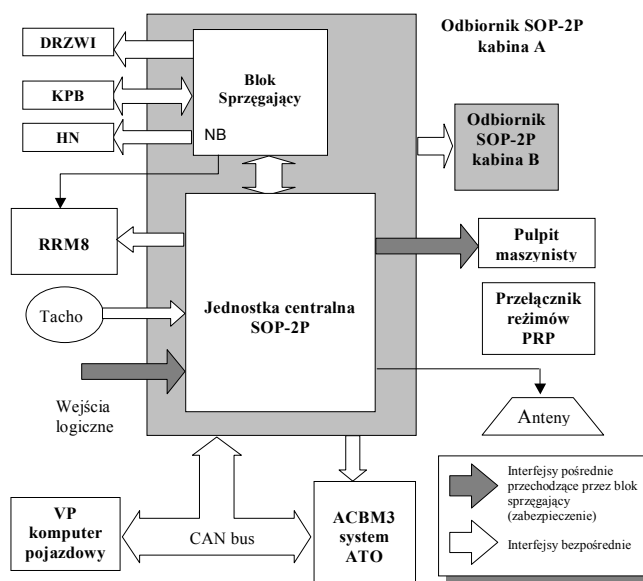 DRZWI
KPB
HN
Blok
Sprzęgający
NB
Odbiornik SOP-2P
kabina A
Odbiornik
SOP-2P
kabina B
RRM8
Tacho
Wejścia
logiczne
Jednostka centralna
SOP-2P
Pulpit
maszynisty
Przełącznik
reżimów
PRP
Anteny
VP
komputer
pojazdowy
CAN bus
ACBM3
system
ATO
Interfejsy pośrednie
przechodzące przez blok
sprzęgający
(zabezpieczenie)
Interfejsy bezpośrednie